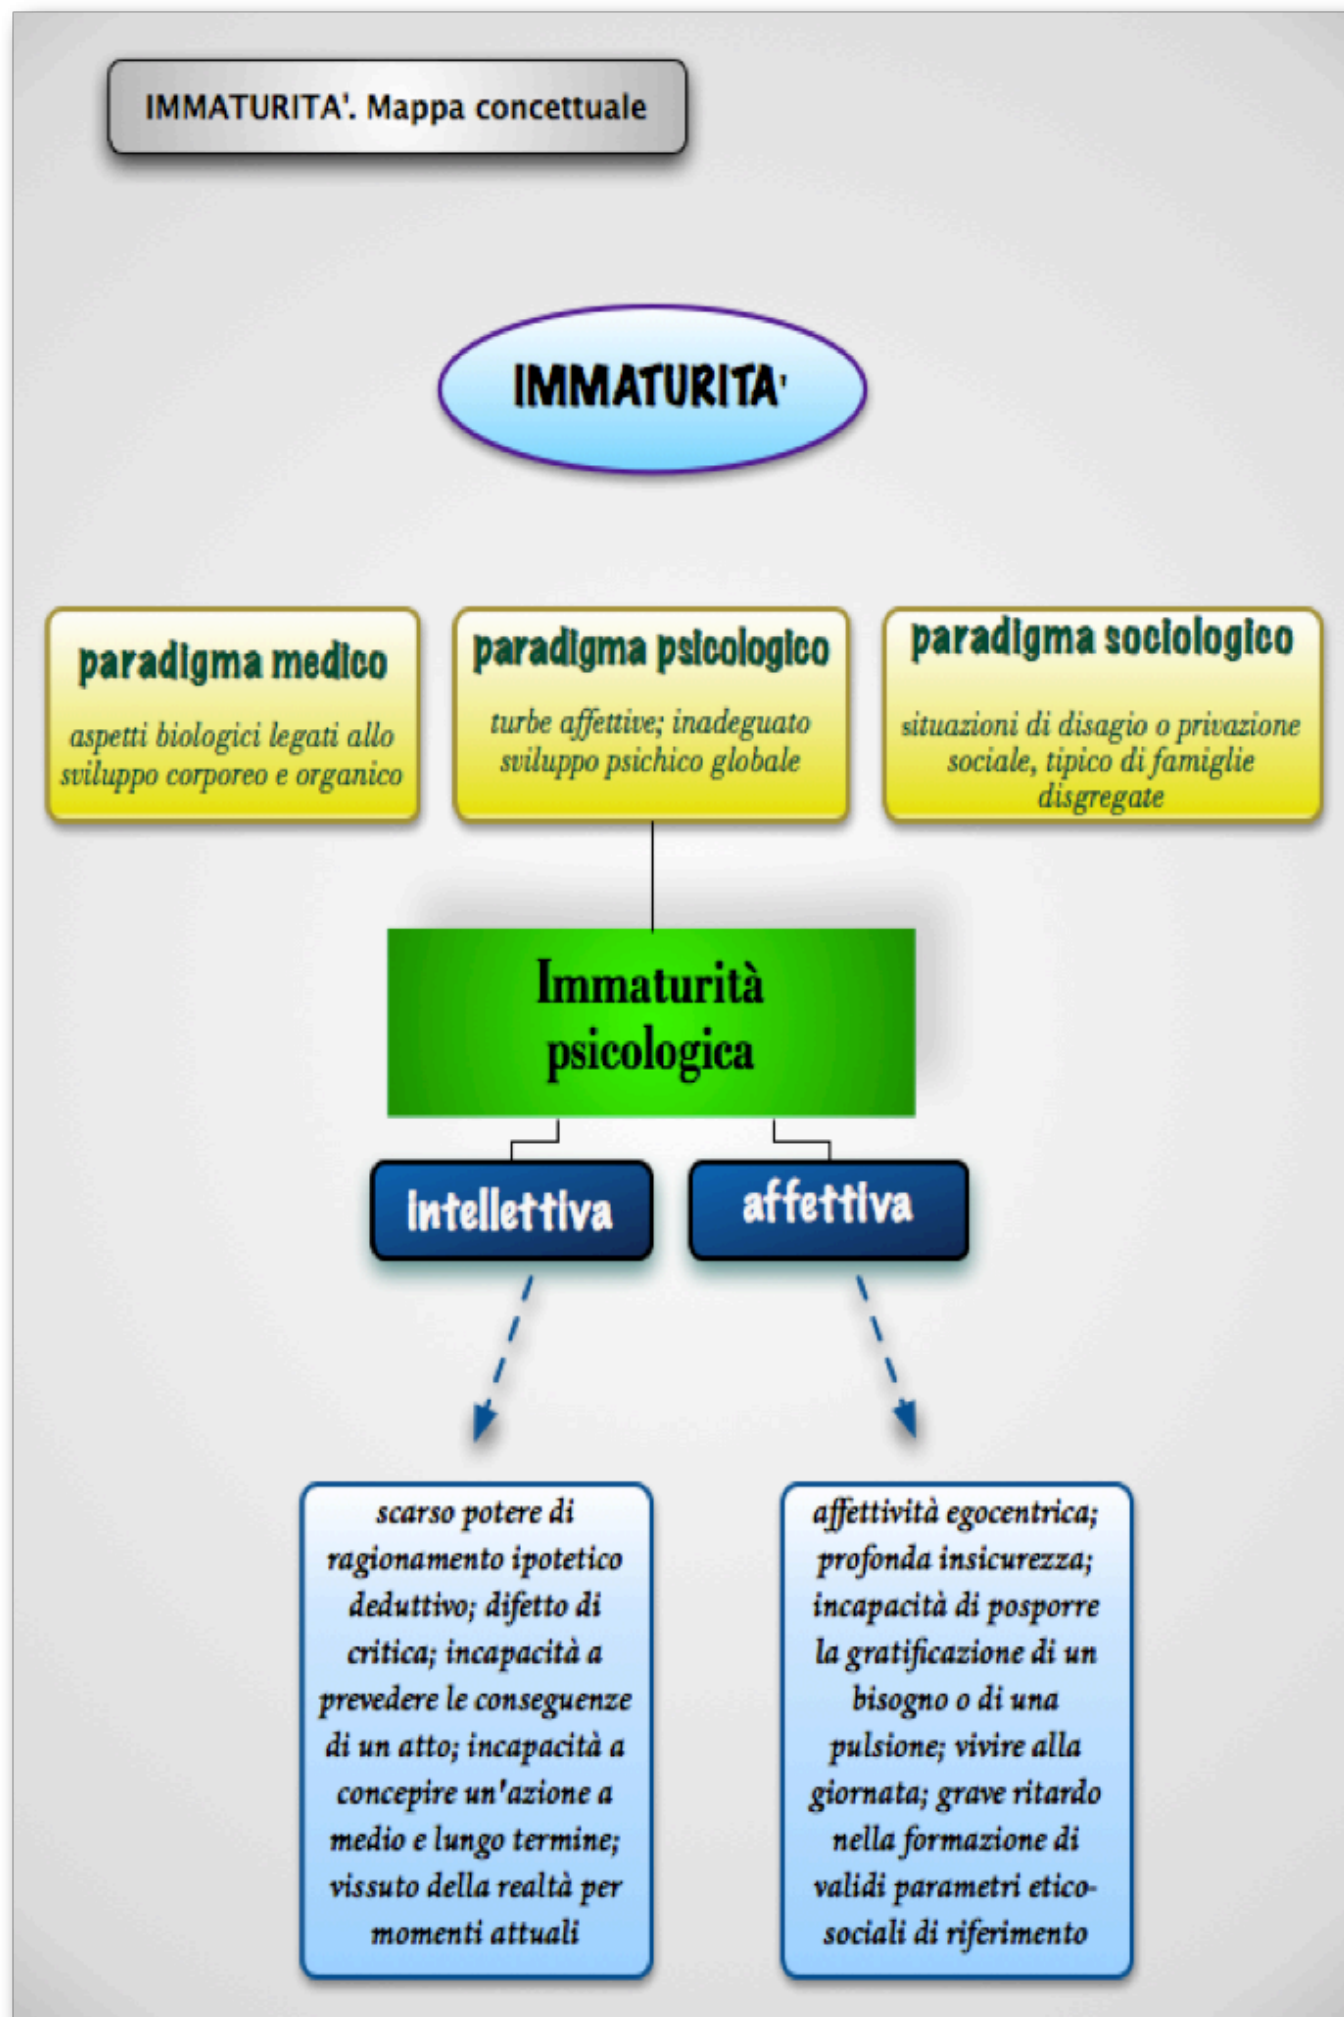 IMMATURITA'. Mappa concettuale
IMMATURITA'
paradigma medico
aspetti biologici legati allo
sviluppo corporeo e organico
paradigma psicologico
turbe affettive; inadeguato
sviluppo psichico globale
paradigma sociologico
situazioni di disagio o privazione
sociale, tipico di famiglie
disgregate
Immaturità
psicologica
intellettiva
affettiva
scarso potere di
ragionamento ipotetico
deduttivo; difetto di
critica; incapacità a
prevedere le conseguenze
di un atto; incapacità a
concepire un'azione a
medio e lungo termine;
vissuto della realtà per
momenti attuali
affettività egocentrica;
profonda insicurezza;
incapacità di posporre
la gratificazione di un
bisogno o di una
pulsione; vivire alla
giornata; grave ritardo
nella formazione di
validi parametri etico-
sociali di riferimento